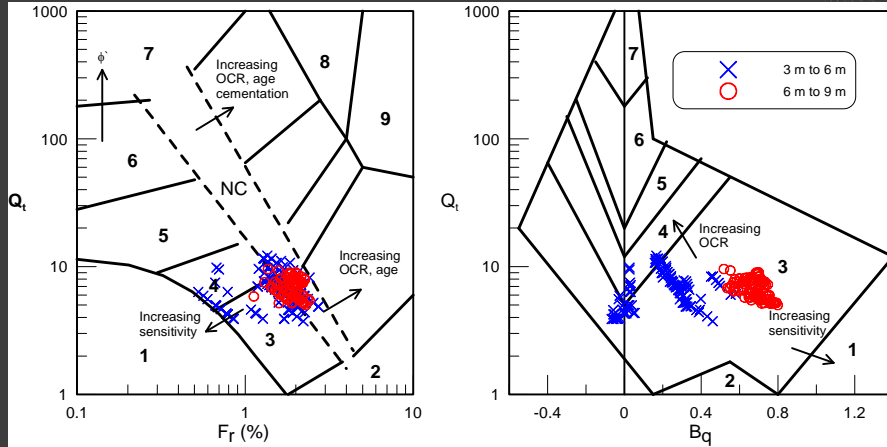 1000
100
10
1
Qt
ϕ'
7
8
9
6
5
4
3
2
1
NC
Increasing
OCR, age
cementation
Increasing
OCR, age
Increasing
sensitivity
0.1
1
10
Fr (%)
1000
100
10
1
Qt
7
6
5
4
3
2
1
3 m to 6 m
6 m to 9 m
Increasing
OCR
Increasing
sensitivity
-0.4
0
0.4
0.8
1.2
Bq